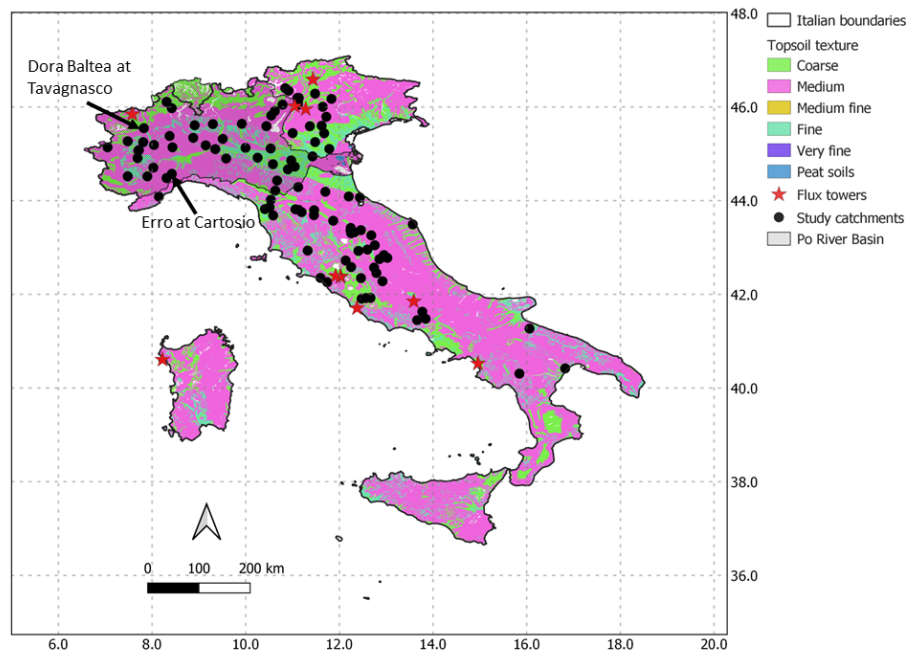 48.0
Italian boundaries
Topsoil texture
Coarse
Medium
Medium fine
Fine
Very fine
Peat soils
Flux towers
Study catchments
Po River Basin
Dora Baltea at
Tavagnasco
46.0
44.0
Erro at Cartosio
42.0
40.0
38.0
0 100 200 km
36.0
6.0 8.0 10.0 12.0 14.0 16.0 18.0 20.0